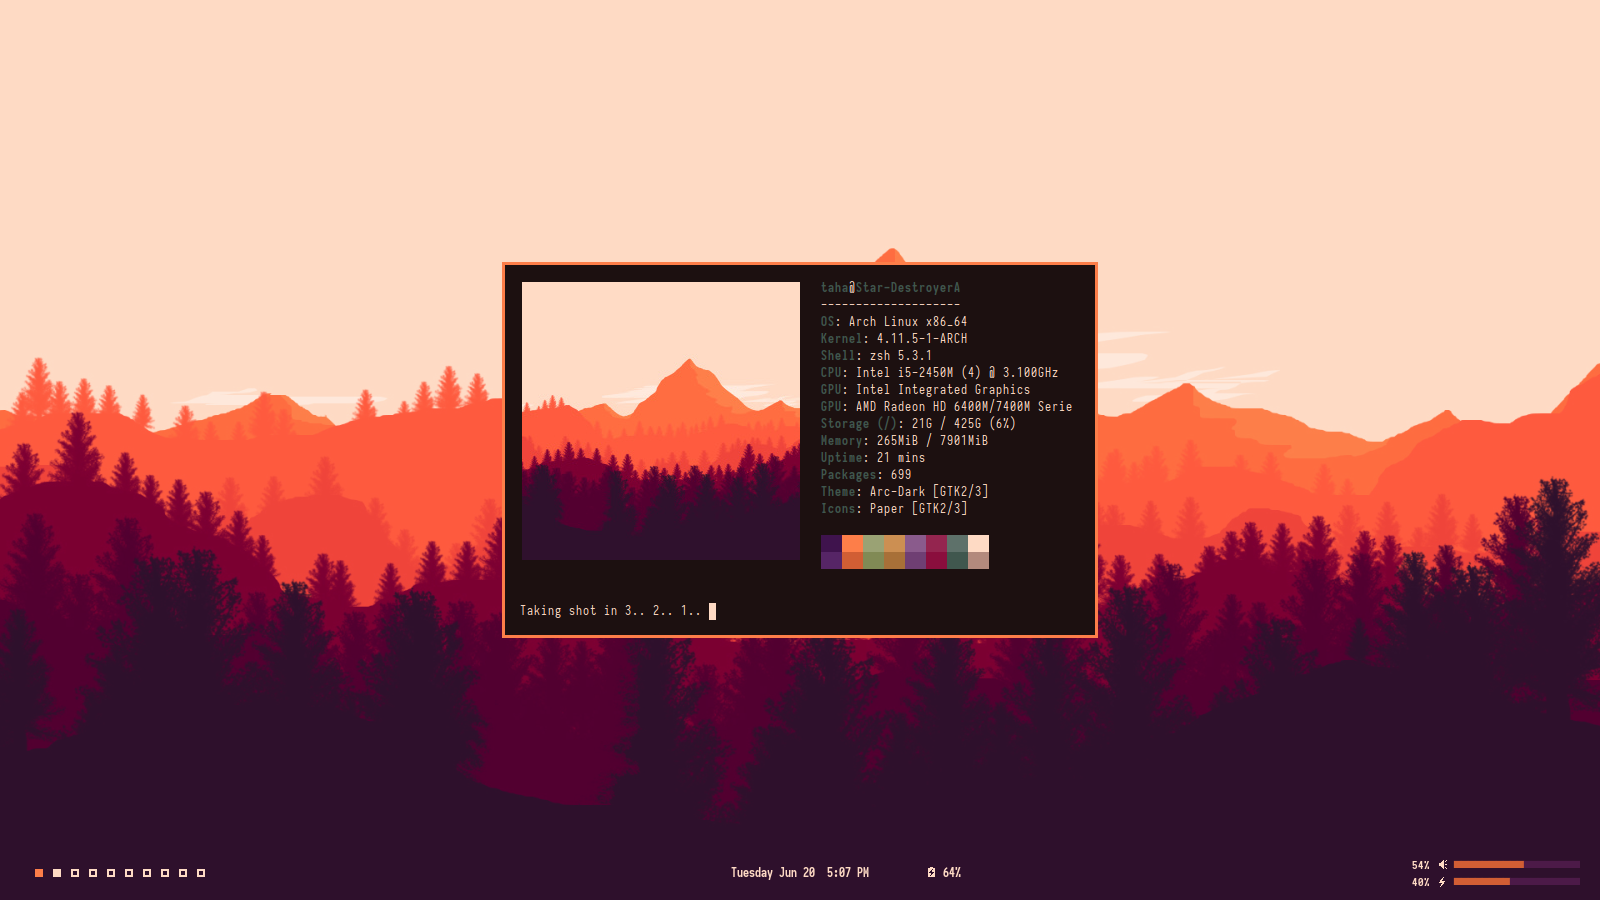 taha@Star-DestroyerA
--------------------
OS: Arch Linux x86_64
Kernel: 4.11.5-1-ARCH
Shell: zsh 5.3.1
CPU: Intel i5-2450M (4) @ 3.100GHz
GPU: Intel Integrated Graphics
GPU: AMD Radeon HD 6400M/7400M Serie
Storage (/): 21G / 425G (6%)
Memory: 265MiB / 7901MiB
Uptime: 21 mins
Packages: 699
Theme: Arc-Dark [GTK2/3]
Icons: Paper [GTK2/3]
Taking shot in 3.. 2.. 1..
Tuesday Jun 20 5:07 PM 64%
54%
40%